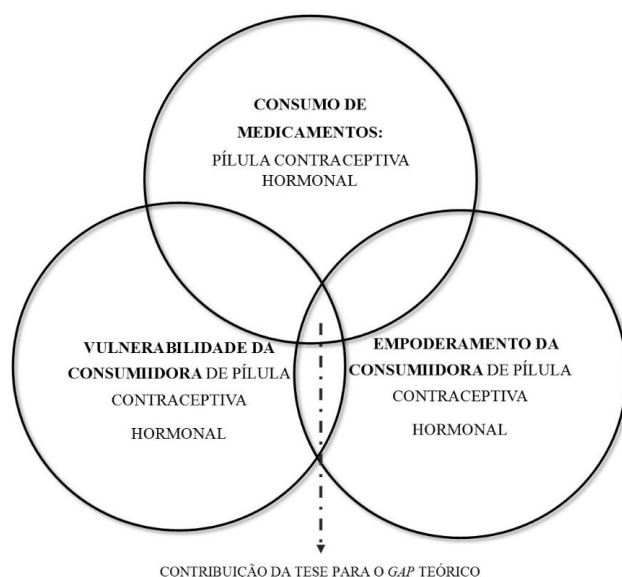 CONSUMO DE
MEDICAMENTOS:
PÍLULA CONTRACEPTIVA
HORMONAL
VULNERABILIDADE DA
CONSUMIIDORA DE PÍLULA
CONTRACEPTIVA
HORMONAL
EMPODERAMENTO DA
CONSUMIIDORA DE PÍLULA
CONTRACEPTIVA
HORMONAL
CONTRIBUIÇÃO DA TESE PARA O GAP TEÓRICO